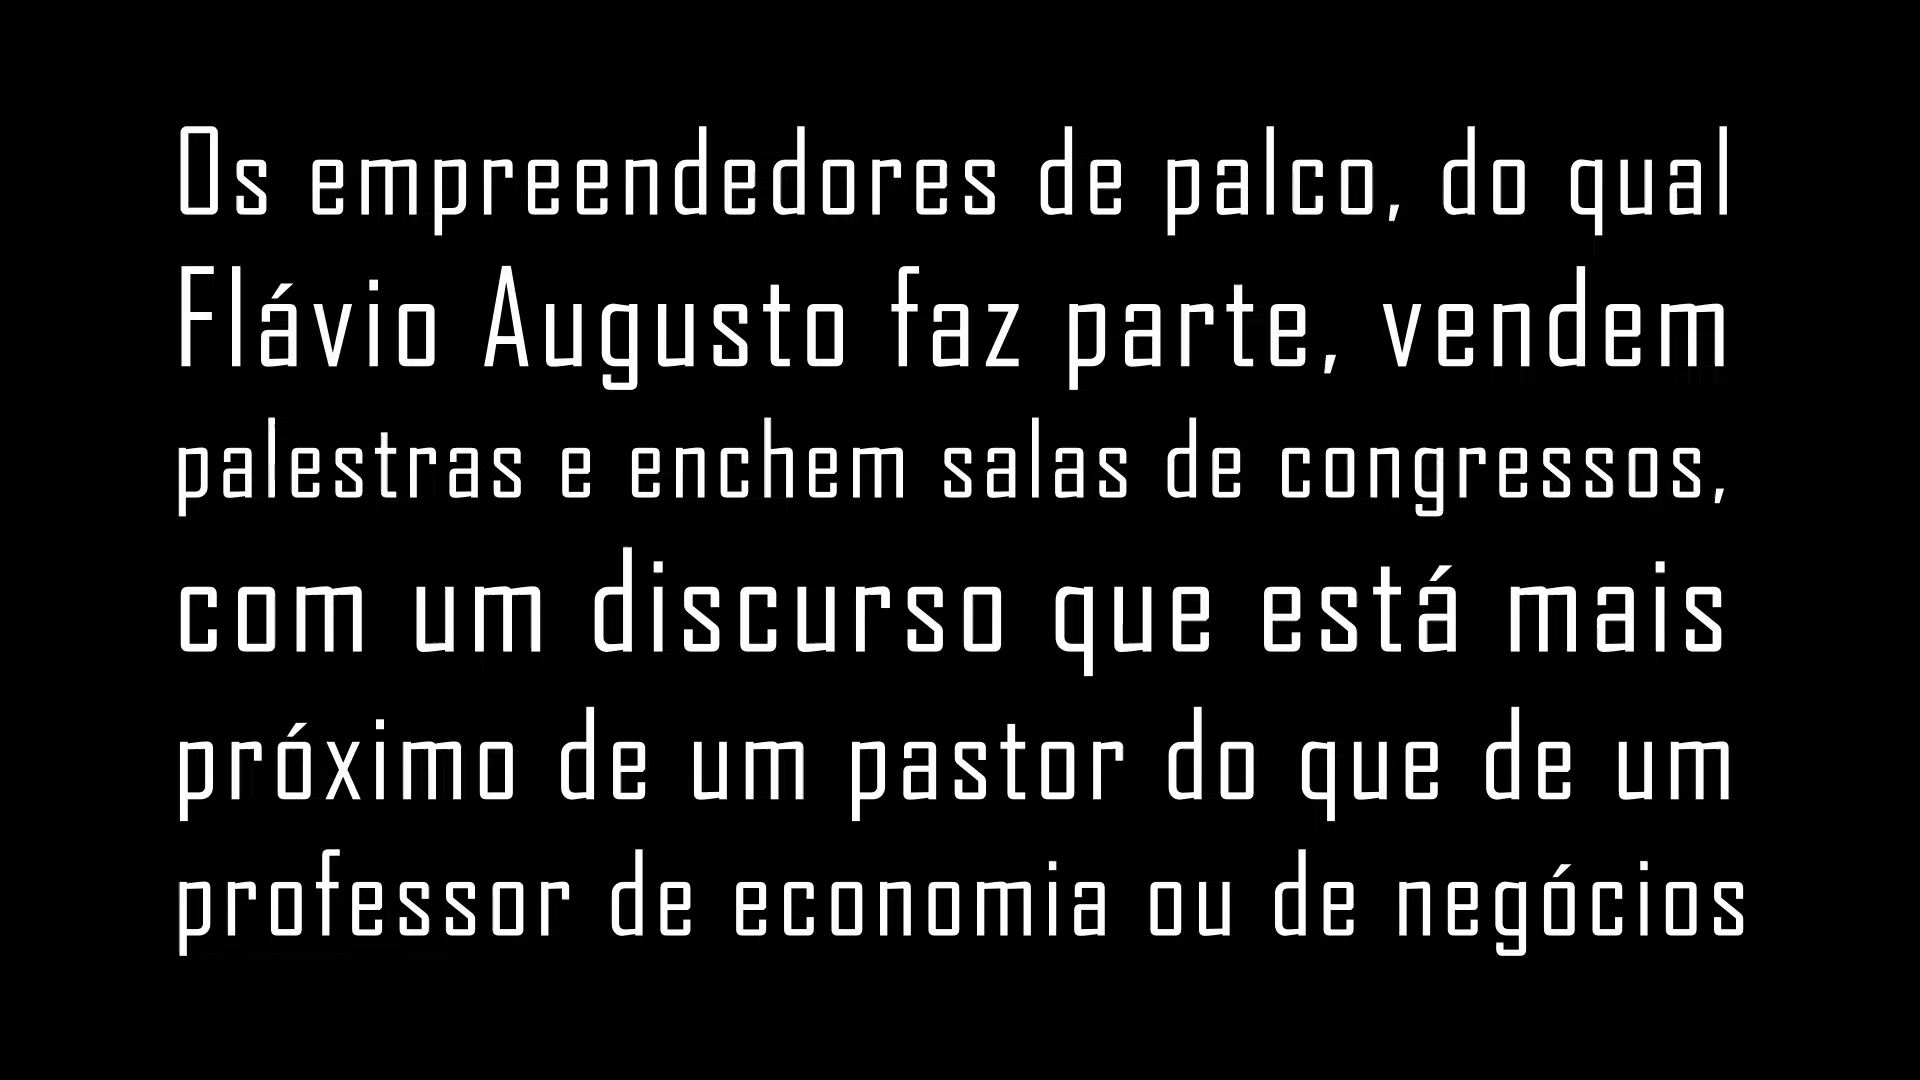 Os empreendedores de palco, do qual
Flávio Augusto faz parte, vendem
palestras e enchem salas de congressos,
com um discurso que está mais
próximo de um pastor do que de um
professor de economia ou de negócios